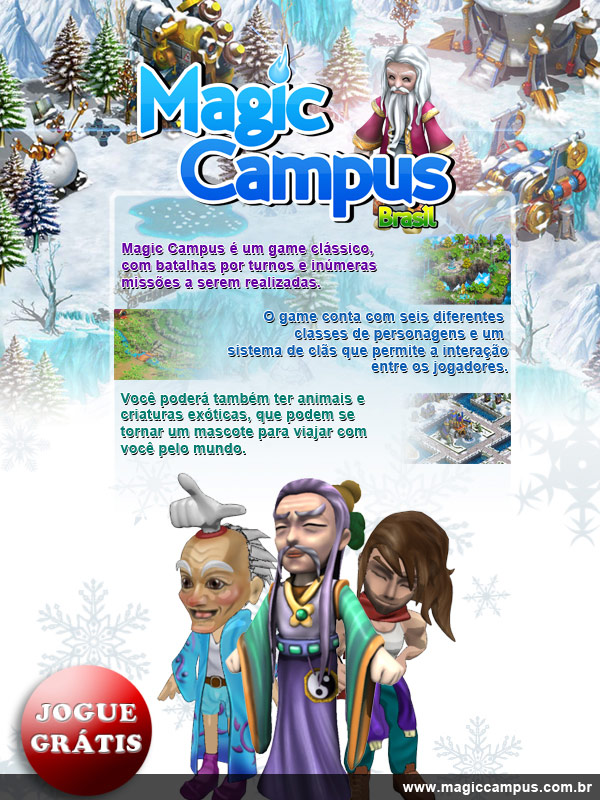 Magic
Campus
Brasil
Magic Campus é um game clássico,
com batalhas por turnos e inúmeras
missões a serem realizadas.
O game conta com seis diferentes
classes de personagens e um
sistema de clãs que permite a interação
entre os jogadores.
Você poderá também ter animais e
criaturas exóticas, que podem se
tornar um mascote para viajar com
você pelo mundo.
JOGUE
GRÁTIS
www.magiccampus.com.br